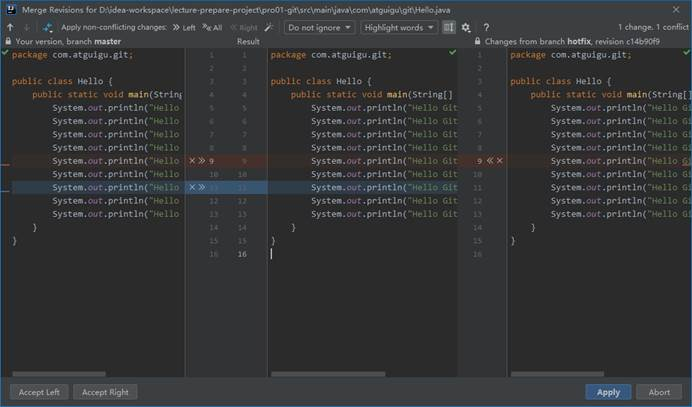 Merge Revisions for D:\idea-workspace\lecture-prepare-project\pro01-git\src\main\java\com\atguigu\git\Hello.java
Apply non-conflicting changes: Left All Right Do not ignore Highlight words ? 1 change, 1 conflict
Your version, branch master Result Changes from branch hotfix, revision c14b90f9
package com.atguigu.git; 1 1 package com.atguigu.git; 1 package com.atguigu.git;
2 2 2
public class Hello { 3 3 public class Hello { 3 public class Hello {
public static void main(String[ 4 4 public static void main(String[] 4 public static void main(String[]
System.out.println("Hello 5 5 System.out.println("Hello Git 5 System.out.println("Hello Git
System.out.println("Hello 6 6 System.out.println("Hello Git 6 System.out.println("Hello Git
System.out.println("Hello 7 7 System.out.println("Hello Git 7 System.out.println("Hello Git
System.out.println("Hello 8 8 System.out.println("Hello Git 8 System.out.println("Hello Git
System.out.println("Hello 9 9 System.out.println("Hello Git 9 System.out.println("Hello Git
System.out.println("Hello 10 10 System.out.println("Hello Git 10 System.out.println("Hello Git
System.out.println("Hello 11 11 System.out.println("Hello Git 11 System.out.println("Hello Git
System.out.println("Hello 12 12 System.out.println("Hello Git 12 System.out.println("Hello Git
System.out.println("Hello 13 13 System.out.println("Hello Git 13 System.out.println("Hello Git
} 14 14 } 14 }
} 15 15 } 15 }
16 16 16
Accept Left Accept Right Apply Abort